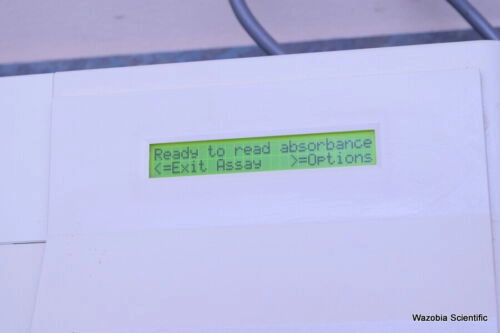 Ready to read absorbance
<=Exit Assay >=Options
Wazobia Scientific